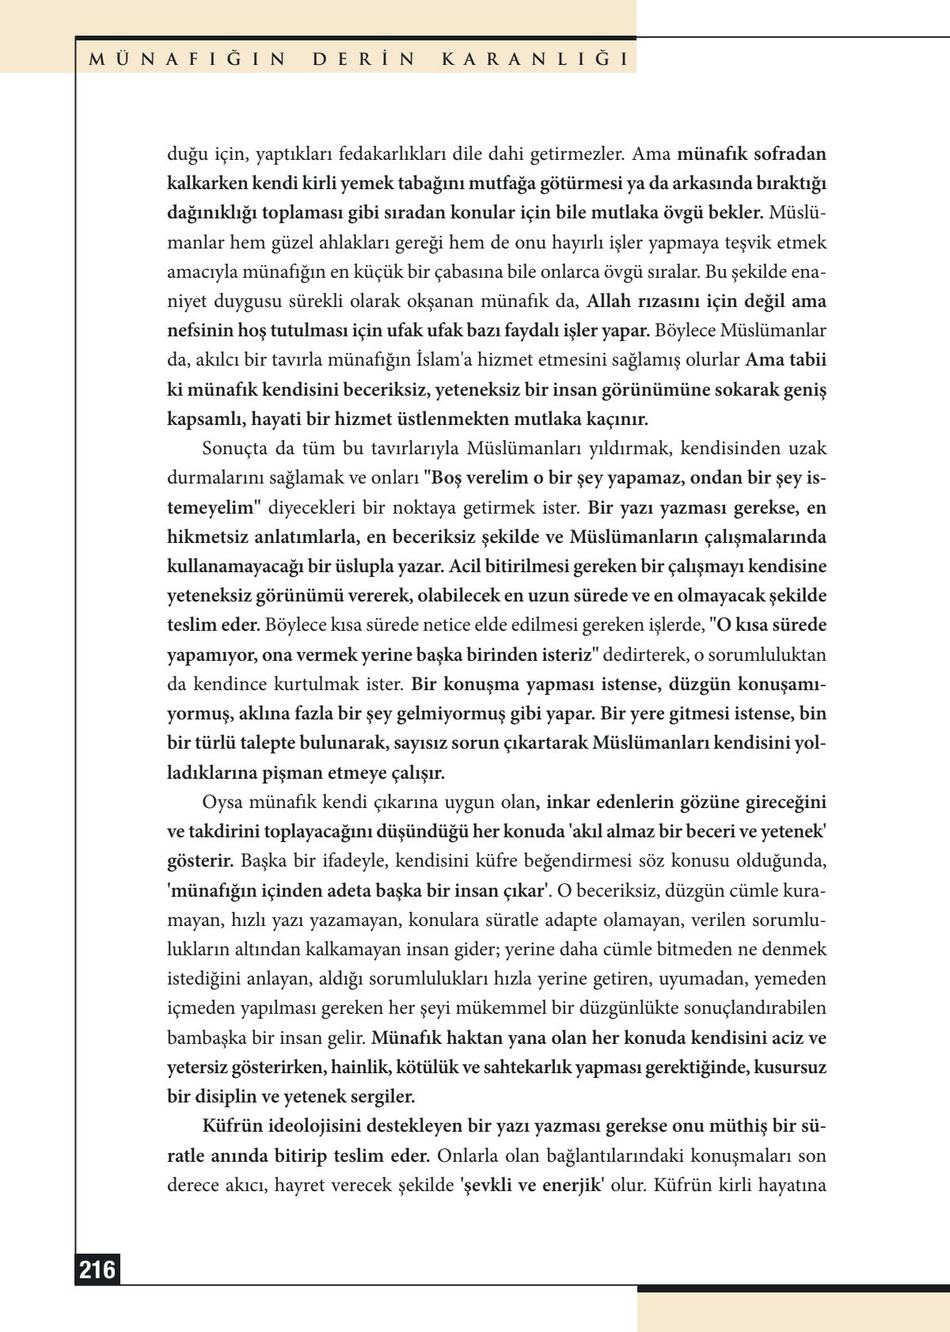 MÜNAFIĞIN DERİN KARANLIĞI
duğu için, yaptıkları fedakarlıkları dile dahi getirmezler. Ama münafık sofradan
kalkarken kendi kirli yemek tabağını mutfağa götürmesi ya da arkasında bıraktığı
dağınıklığı toplaması gibi sıradan konular için bile mutlaka övgü bekler. Müslü-
manlar hem güzel ahlakları gereği hem de onu hayırlı işler yapmaya teşvik etmek
amacıyla münafığın en küçük bir çabasına bile onlarca övgü sıralar. Bu şekilde ena-
niyet duygusu sürekli olarak okşanan münafık da, Allah rızasını için değil ama
nefsinin hoş tutulması için ufak ufak bazı faydalı işler yapar. Böylece Müslümanlar
da, akılcı bir tavırla münafığın İslam'a hizmet etmesini sağlamış olurlar Ama tabii
ki münafık kendisini beceriksiz, yeteneksiz bir insan görünümüne sokarak geniş
kapsamlı, hayati bir hizmet üstlenmekten mutlaka kaçınır.
Sonuçta da tüm bu tavırlarıyla Müslümanları yıldırmak, kendisinden uzak
durmalarını sağlamak ve onları "Boş verelim o bir şey yapamaz, ondan bir şey is-
temeyelim" diyecekleri bir noktaya getirmek ister. Bir yazı yazması gerekse, en
hikmetsiz anlatımlarla, en beceriksiz şekilde ve Müslümanların çalışmalarında
kullanamayacağı bir üslupla yazar. Acil bitirilmesi gereken bir çalışmayı kendisine
yeteneksiz görünümü vererek, olabilecek en uzun sürede ve en olmayacak şekilde
teslim eder. Böylece kısa sürede netice elde edilmesi gereken işlerde, "O kısa sürede
yapamıyor, ona vermek yerine başka birinden isteriz" dedirterek, o sorumluluktan
da kendince kurtulmak ister. Bir konuşma yapması istense, düzgün konuşamı-
yormuş, aklına fazla bir şey gelmiyormuş gibi yapar. Bir yere gitmesi istense, bin
bir türlü talepte bulunarak, sayısız sorun çıkartarak Müslümanları kendisini yol-
ladıklarına pişman etmeye çalışır.
Oysa münafık kendi çıkarına uygun olan, inkar edenlerin gözüne gireceğini
ve takdirini toplayacağını düşündüğü her konuda 'akıl almaz bir beceri ve yetenek'
gösterir. Başka bir ifadeyle, kendisini küfre beğendirmesi söz konusu olduğunda,
'münafığın içinden adeta başka bir insan çıkar'. O beceriksiz, düzgün cümle kura-
mayan, hızlı yazı yazamayan, konulara süratle adapte olamayan, verilen sorumlu-
lukların altından kalkamayan insan gider; yerine daha cümle bitmeden ne denmek
istediğini anlayan, aldığı sorumlulukları hızla yerine getiren, uyumadan, yemeden
içmeden yapılması gereken her şeyi mükemmel bir düzgünlükte sonuçlandırabilen
bambaşka bir insan gelir. Münafık haktan yana olan her konuda kendisini aciz ve
yetersiz gösterirken, hainlik, kötülük ve sahtekarlık yapması gerektiğinde, kusursuz
bir disiplin ve yetenek sergiler.
Küfrün ideolojisini destekleyen bir yazı yazması gerekse onu müthiş bir sü-
ratle anında bitirip teslim eder. Onlarla olan bağlantılarındaki konuşmaları son
derece akıcı, hayret verecek şekilde 'şevkli ve enerjik' olur. Küfrün kirli hayatına
216